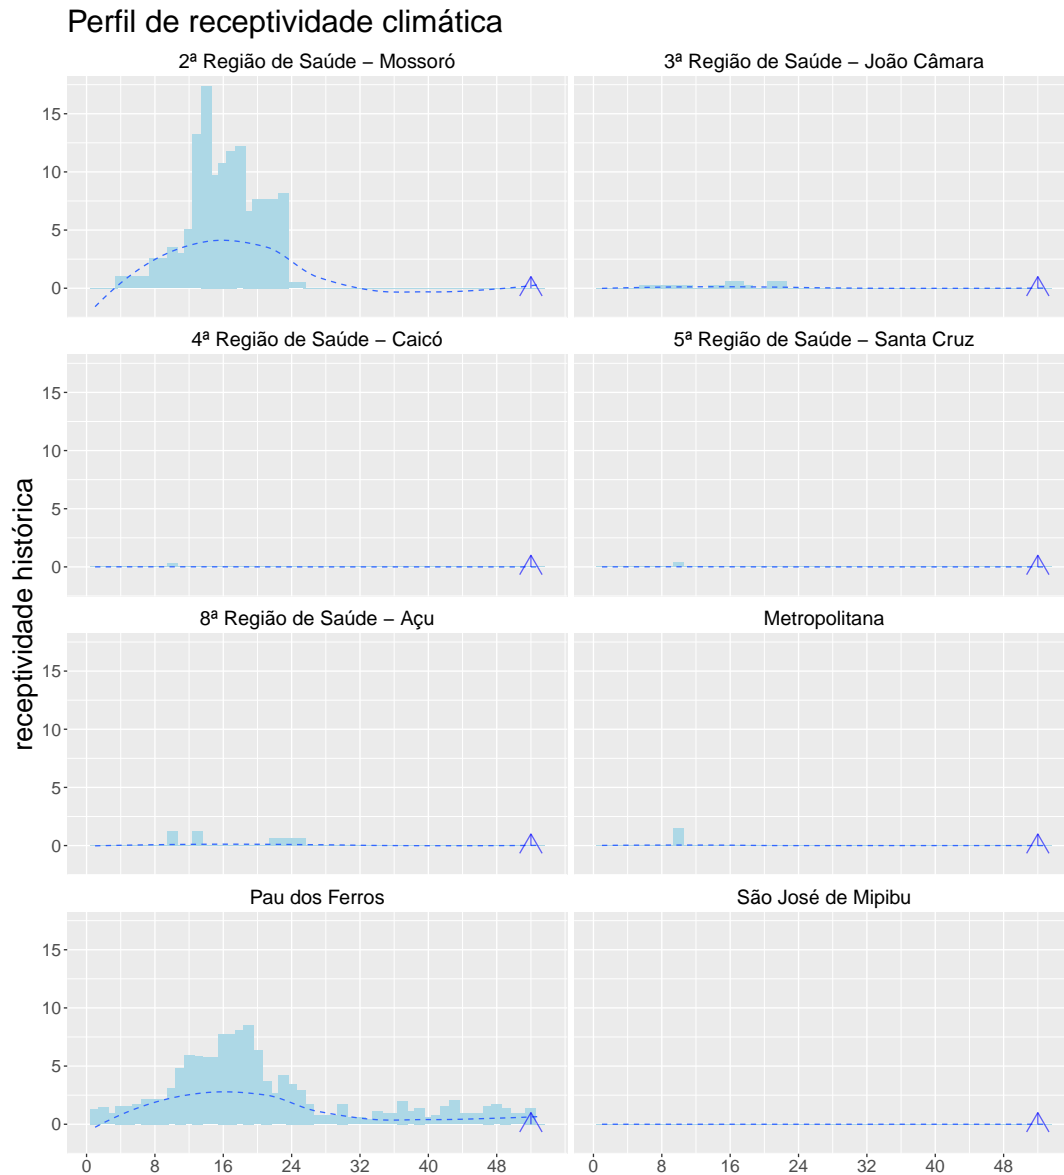 Perfil de receptividade climática
2ª Região de Saúde – Mossoró
3ª Região de Saúde – João Câmara
15
10
5
0
4ª Região de Saúde – Caicó
5ª Região de Saúde – Santa Cruz
15
10
5
0
receptividade histórica
8ª Região de Saúde – Açu
Metropolitana
15
10
5
0
Pau dos Ferros
São José de Mipibu
15
10
5
0
0 8 16 24 32 40 48
0 8 16 24 32 40 48